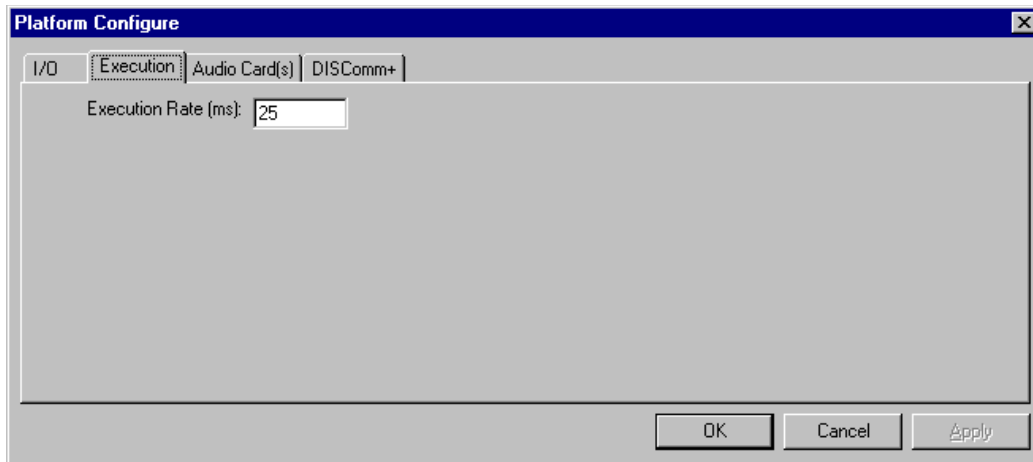 Platform Configure
I/O Execution Audio Card(s) DISComm+
Execution Rate (ms): 25
OK Cancel Apply